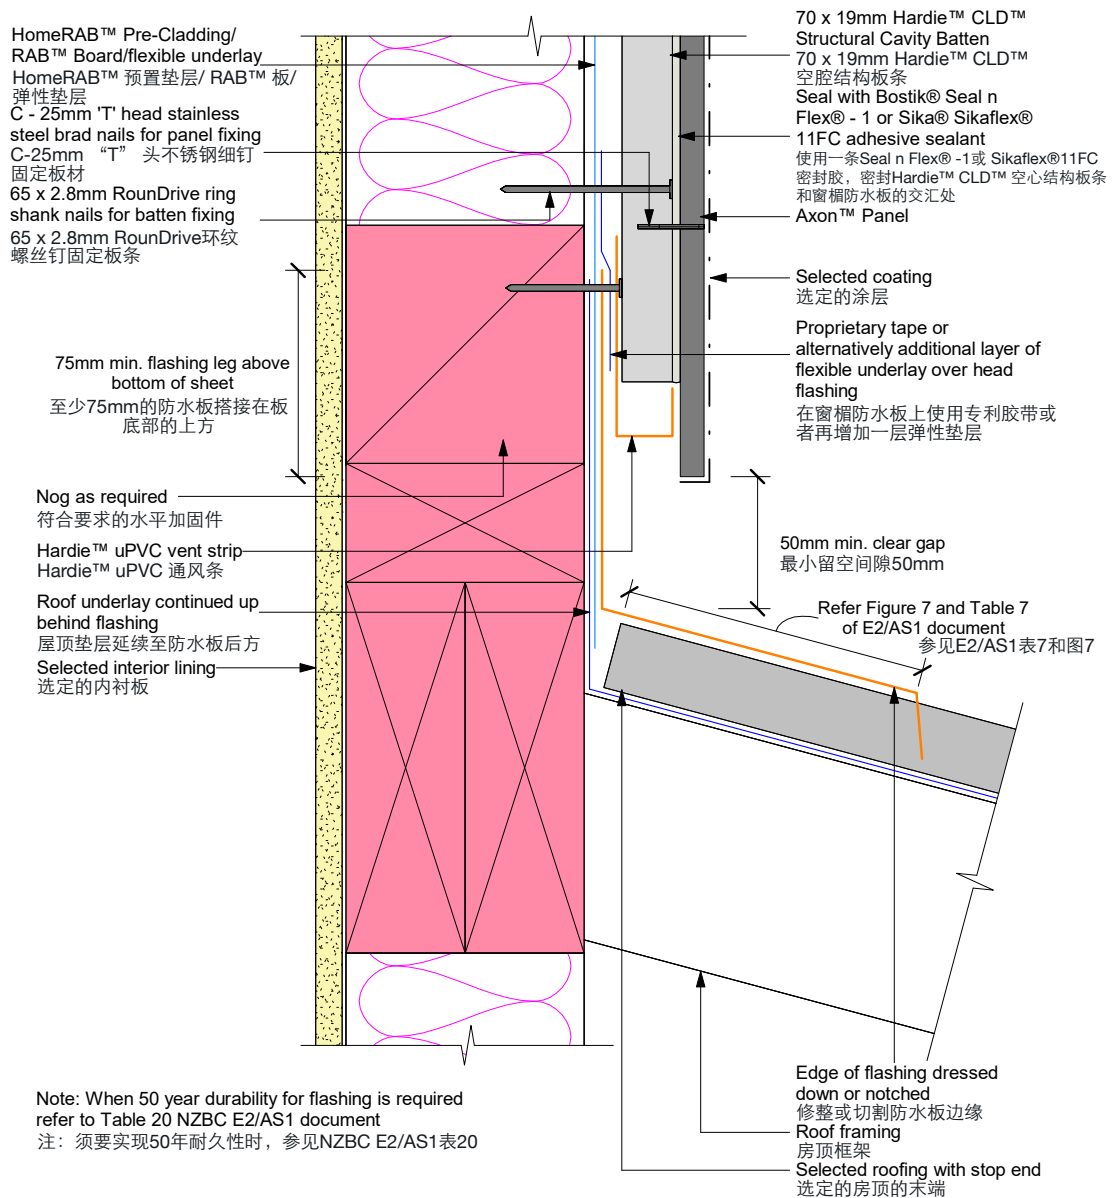 HomeRAB™ Pre-Cladding/
RAB™ Board/flexible underlay
HomeRAB™ 预置垫层/ RAB™ 板/
弹性垫层
C - 25mm 'T' head stainless
steel brad nails for panel fixing
C-25mm “T” 头不锈钢细钉
固定板材
65 x 2.8mm RounDrive ring
shank nails for batten fixing
65 x 2.8mm RounDrive环纹
螺丝钉固定板条
75mm min. flashing leg above
bottom of sheet
至少75mm的防水板搭接在板
底部的上方
Nog as required
符合要求的水平加固件
Hardie™ uPVC vent strip
Hardie™ uPVC 通风条
Roof underlay continued up
behind flashing
屋顶垫层延续至防水板后方
Selected interior lining
选定的内衬板
70 x 19mm Hardie™ CLD™
Structural Cavity Batten
70 x 19mm Hardie™ CLD™
空腔结构板条
Seal with Bostik® Seal n
Flex® - 1 or Sika® Sikaflex®
11FC adhesive sealant
使用一条Seal n Flex® -1或 Sikaflex®11FC
密封胶，密封Hardie™ CLD™ 空心结构板条
和窗楣防水板的交汇处
Axon™ Panel
Selected coating
选定的涂层
Proprietary tape or
alternatively additional layer of
flexible underlay over head
flashing
在窗楣防水板上使用专利胶带或
者再增加一层弹性垫层
50mm min. clear gap
最小留空间隙50mm
Refer Figure 7 and Table 7
of E2/AS1 document
参见E2/AS1表7和图7
Edge of flashing dressed
down or notched
修整或切割防水板边缘
Roof framing
房顶框架
Selected roofing with stop end
选定的房顶的末端
Note: When 50 year durability for flashing is required
refer to Table 20 NZBC E2/AS1 document
注：须要实现50年耐久性时，参见NZBC E2/AS1表20